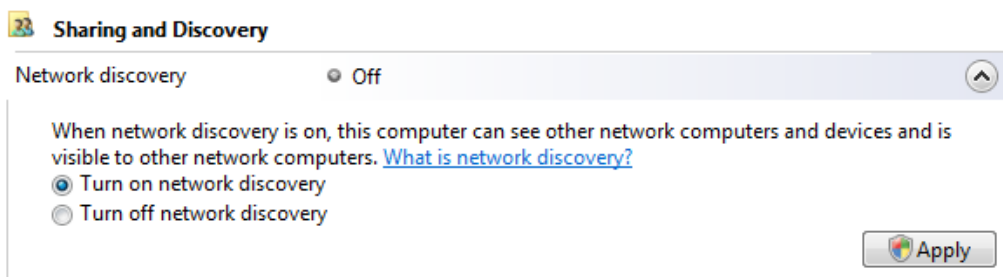 Sharing and Discovery
Network discovery Off
When network discovery is on, this computer can see other network computers and devices and is
visible to other network computers. What is network discovery?
Turn on network discovery
Turn off network discovery
Apply